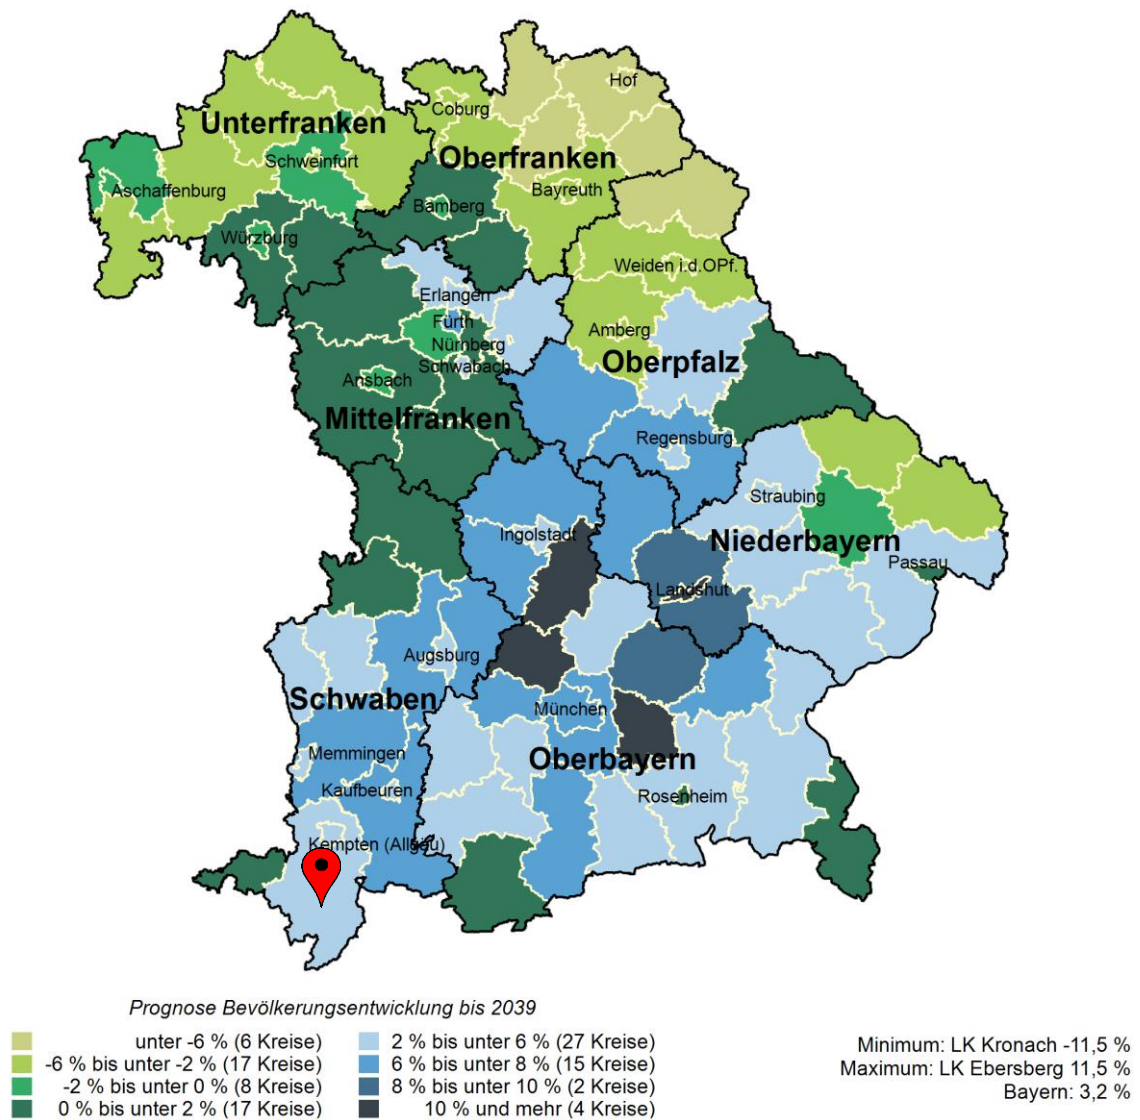 Hof
Coburg
Unterfranken
Oberfranken
Schweinfurt
Aschaffenburg
Bayreuth
Bamberg
Würzburg
Weiden i.d.OPf.
Erlangen
Fürth
Amberg
Nürnberg
Oberpfalz
Schwabach
Ansbach
Mittelfranken
Regensburg
Straubing
Ingolstadt
Niederbayern
Passau
Landshut
Augsburg
Schwaben
München
Memmingen
Oberbayern
Kaufbeuren
Rosenheim
Kempten (Allgäu)
Prognose Bevölkerungsentwicklung bis 2039
unter -6 % (6 Kreise)
-6 % bis unter -2 % (17 Kreise)
-2 % bis unter 0 % (8 Kreise)
0 % bis unter 2 % (17 Kreise)
2 % bis unter 6 % (27 Kreise)
6 % bis unter 8 % (15 Kreise)
8 % bis unter 10 % (2 Kreise)
10 % und mehr (4 Kreise)
Minimum: LK Kronach -11,5 %
Maximum: LK Ebersberg 11,5 %
Bayern: 3,2 %